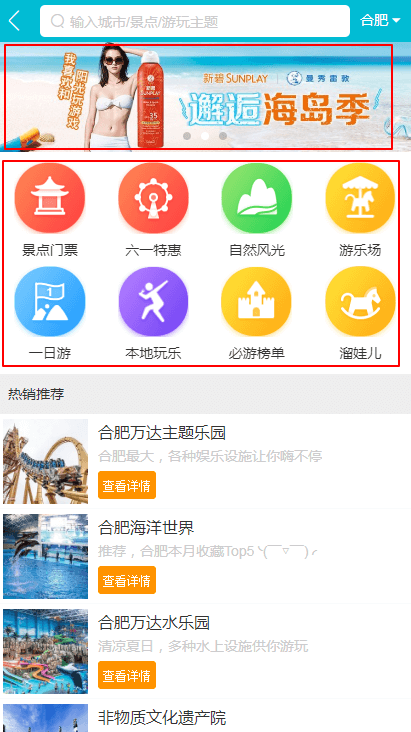 输入城市/景点/游玩主题
合肥
我喜欢和
阳光玩游戏
新碧 SUNPLAY
曼秀雷敦
邂逅海岛季
35
景点门票
六一特惠
自然风光
游乐场
1
一日游
本地玩乐
必游榜单
溜娃儿
热销推荐
合肥万达主题乐园
合肥最大，各种娱乐设施让你嗨不停
查看详情
合肥海洋世界
推荐，合肥本月收藏Top5ヽ(￣▽￣)ﾉ
查看详情
合肥万达水乐园
清凉夏日，多种水上设施供你游玩
查看详情
非物质文化遗产院